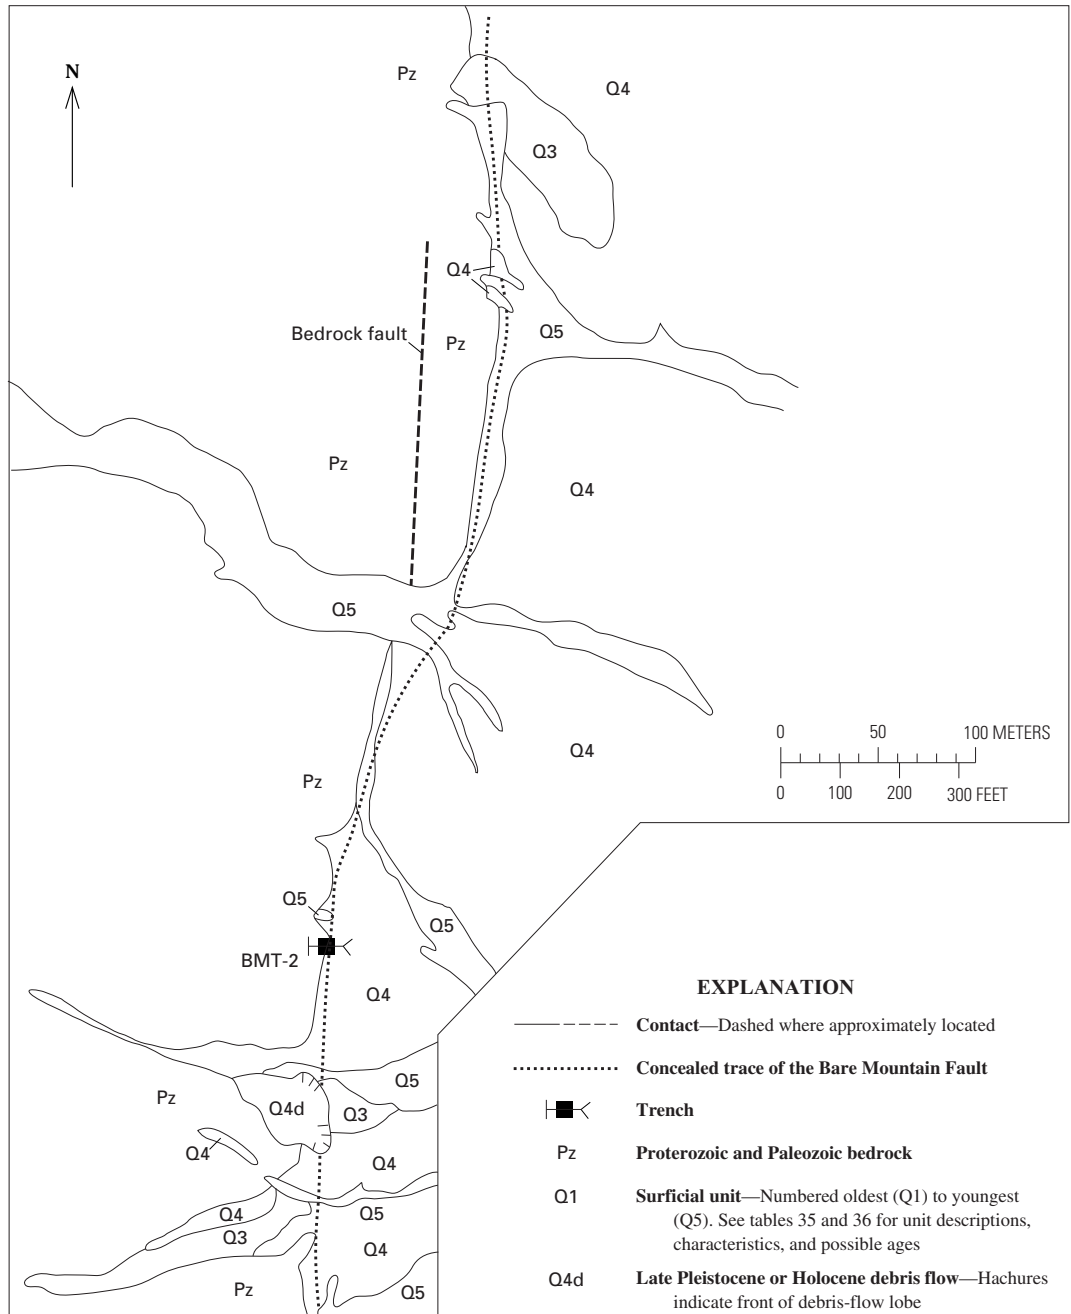 N
Pz
Q4
Q3
Q4
Q5
Bedrock fault
Pz
Pz
Q4
Q5
Q4
0 50 100 METERS
0 100 200 300 FEET
Pz
Q5
Q5
BMT-2
Q4
Q5
Pz
Q4d
Q3
Q4
Q4
Q4
Q5
Q3
Q4
Pz
Q5
EXPLANATION
Contact—Dashed where approximately located
Concealed trace of the Bare Mountain Fault
Trench
Pz Proterozoic and Paleozoic bedrock
Q1 Surficial unit—Numbered oldest (Q1) to youngest
(Q5). See tables 35 and 36 for unit descriptions,
characteristics, and possible ages
Q4d Late Pleistocene or Holocene debris flow—Hachures
indicate front of debris-flow lobe